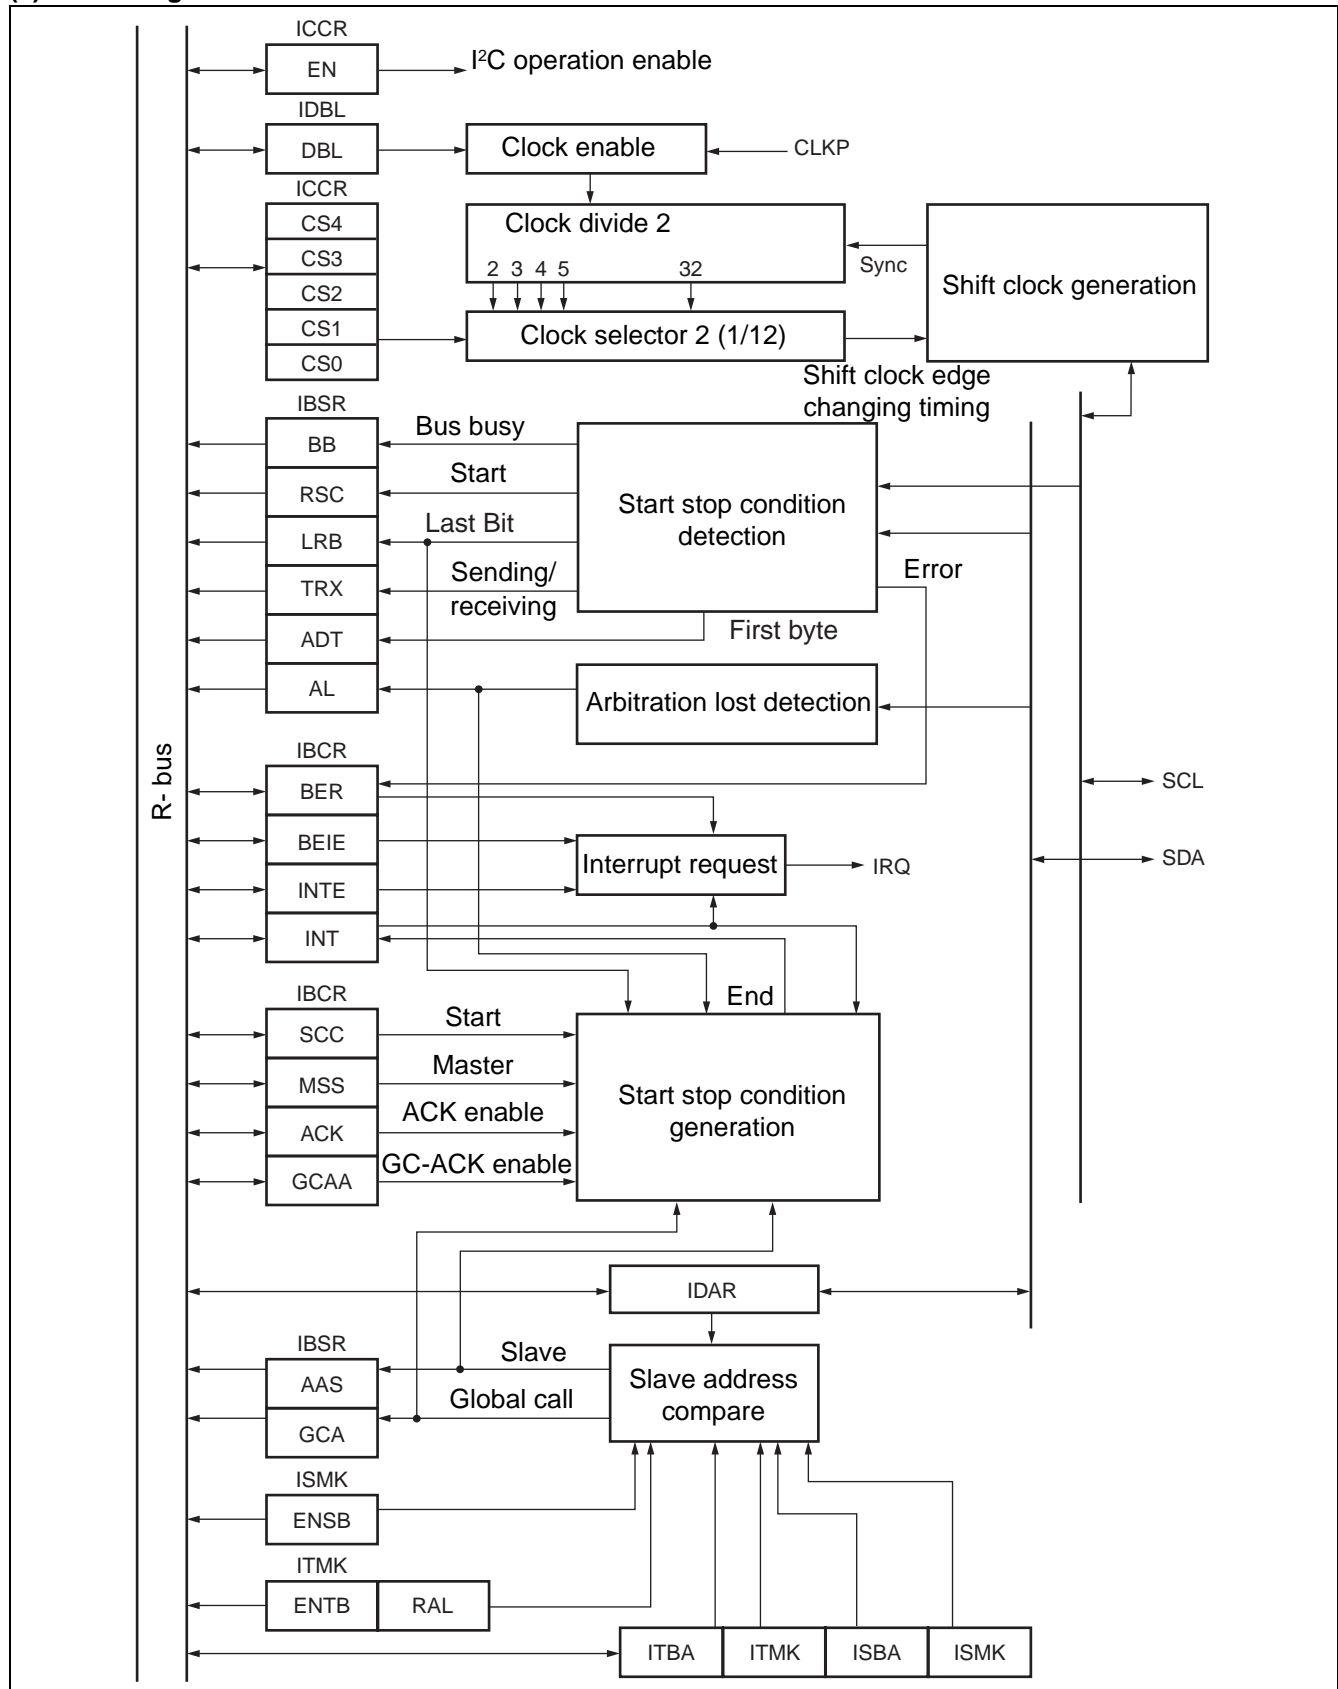 ICCR
EN
I²C operation enable
IDBL
DBL
Clock enable
CLKP
ICCR
CS4
CS3
CS2
CS1
CS0
Clock divide 2
2 3 4 5 32
Sync
Shift clock generation
Clock selector 2 (1/12)
Shift clock edge
changing timing
IBSR
BB
RSC
LRB
TRX
ADT
AL
Bus busy
Start
Last Bit
Sending/
receiving
Start stop condition
detection
Error
First byte
Arbitration lost detection
R- bus
IBCR
BER
BEIE
INTE
INT
Interrupt request
IRQ
SCL
SDA
End
IBCR
SCC
MSS
ACK
GCAA
Start
Master
ACK enable
GC-ACK enable
Start stop condition
generation
IDAR
IBSR
AAS
GCA
Slave
Global call
Slave address
compare
ISMK
ENSB
ITMK
ENTB RAL
ITBA ITMK ISBA ISMK